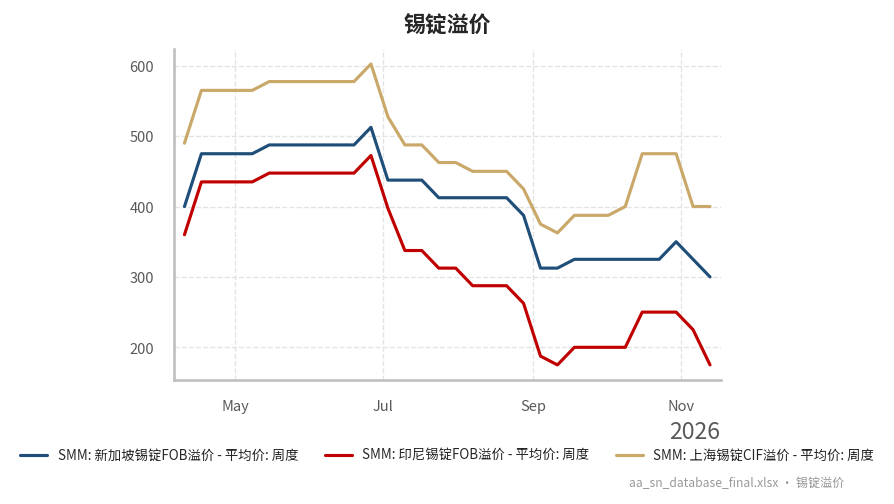 锡锭溢价
600
500
400
300
200
May Jul Sep Nov
2026
SMM: 新加坡锡锭FOB溢价 - 平均价: 周度 SMM: 印尼锡锭FOB溢价 - 平均价: 周度 SMM: 上海锡锭CIF溢价 - 平均价: 周度
aa_sn_database_final.xlsx • 锡锭溢价